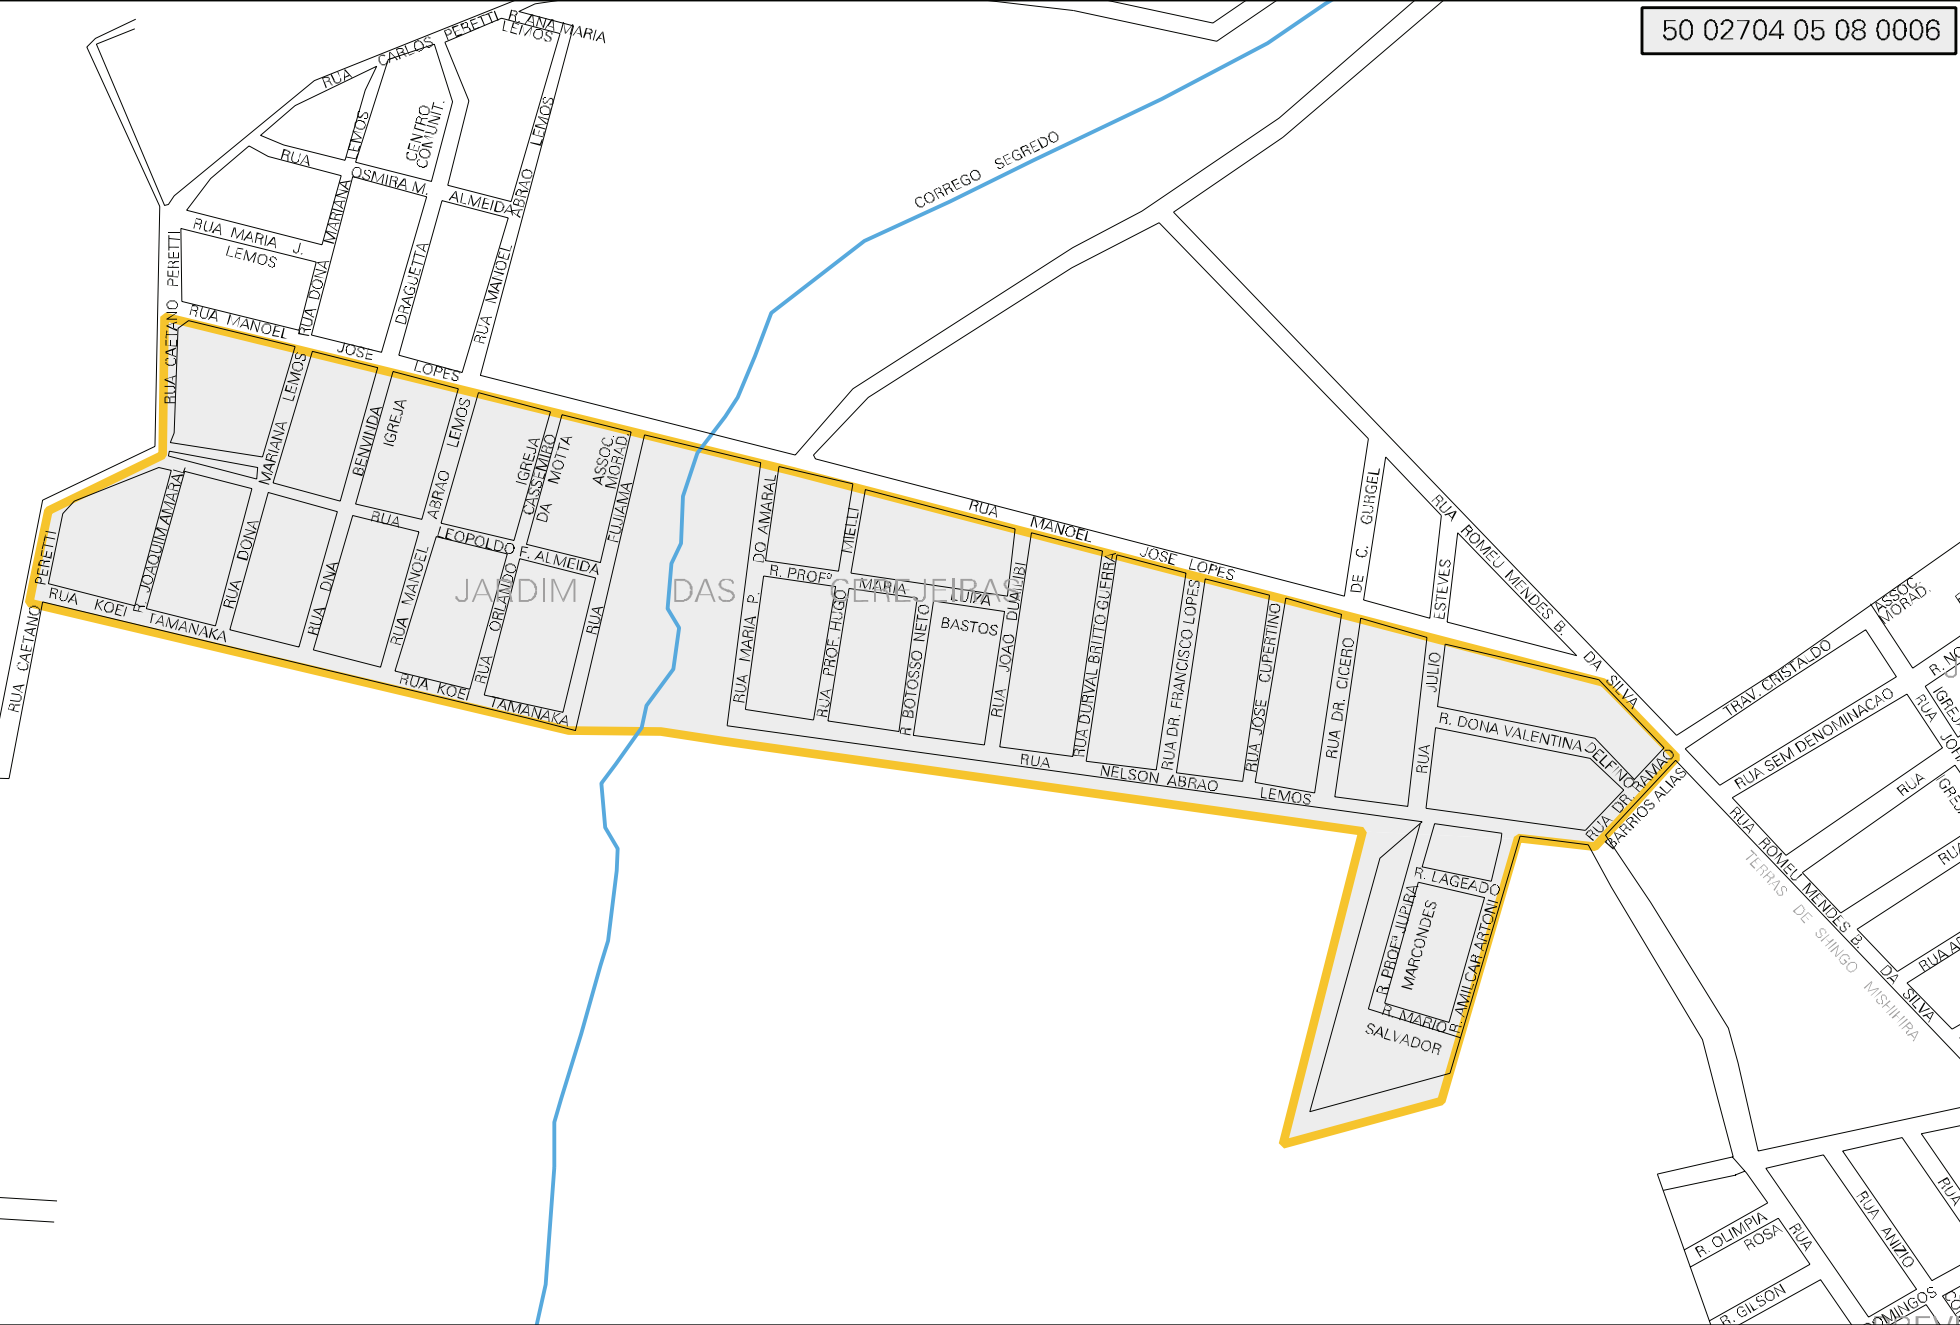 50 02704 05 08 0006
R. ANA MARIA
LEMOS
RUA CARLOS PERETTI
CENTRO
COMUNIT.
LEMOS
RUA
OSMIRA M.
ALMEIDA
RUA MANOEL ABRAO LEMOS
CORREGO SEGREDO
RUA MARIA J.
LEMOS
RUA DONA MARIANA
DRAGUETTA
RUA CAETANO PERETTI
RUA MANOEL JOSE LOPES
MARIANA LEMOS
BENVINDA
IGREJA
ABRAO LEMOS
IGREJA
CASSEMIRO
DA MOTTA
ASSOC.
MORAD.
FUJIAMA
R. JOAQUIM AMARAL
RUA DONA
RUA DNA
RUA
LEOPOLDO F. ALMEIDA
RUA MANOEL
RUA ORLANDO
RUA
JARDIM DAS CEREJEIRAS
PERETTI
RUA CAETANO
RUA KOEI
TAMANAKA
RUA KOE
TAMANAKA
RUA MARIA P. DO AMARAL
MIELLI
R. PROFª MARIA LUIZA
BASTOS
RUA PROF. HUGO
R BOTOSSO NETO
RUA JOAO DUALIBI
RUA MANOEL JOSE LOPES
RUA DURVAL BRITTO GUERRA
RUA DR. FRANCISCO LOPES
RUA JOSE CUPERTINO
RUA DR. CICERO
DE C. GURGEL
RUA JULIO
ESTEVES
RUA ROMEU MENDES B. DA SILVA
R. DONA VALENTINA DELFINO
RUA DR. RAMAO
BARRIOS ALIAS
RUA NELSON ABRAO LEMOS
R. LAGEADO
R. PROFª JUPIRA
MARCONDES
R. AMILCAR ARTONI
R. MARIO
SALVADOR
TRAV. CRISTALDO
ASSOC.
MORAD.
RUA SEM DENOMINACAO
RUA
RUA ROMEU MENDES B. DA SILVA
TERRAS DE SHINGO MISHIHIRA
R. OLIMPIA
ROSA
RUA
RUA ANIZIO
R. GILSON